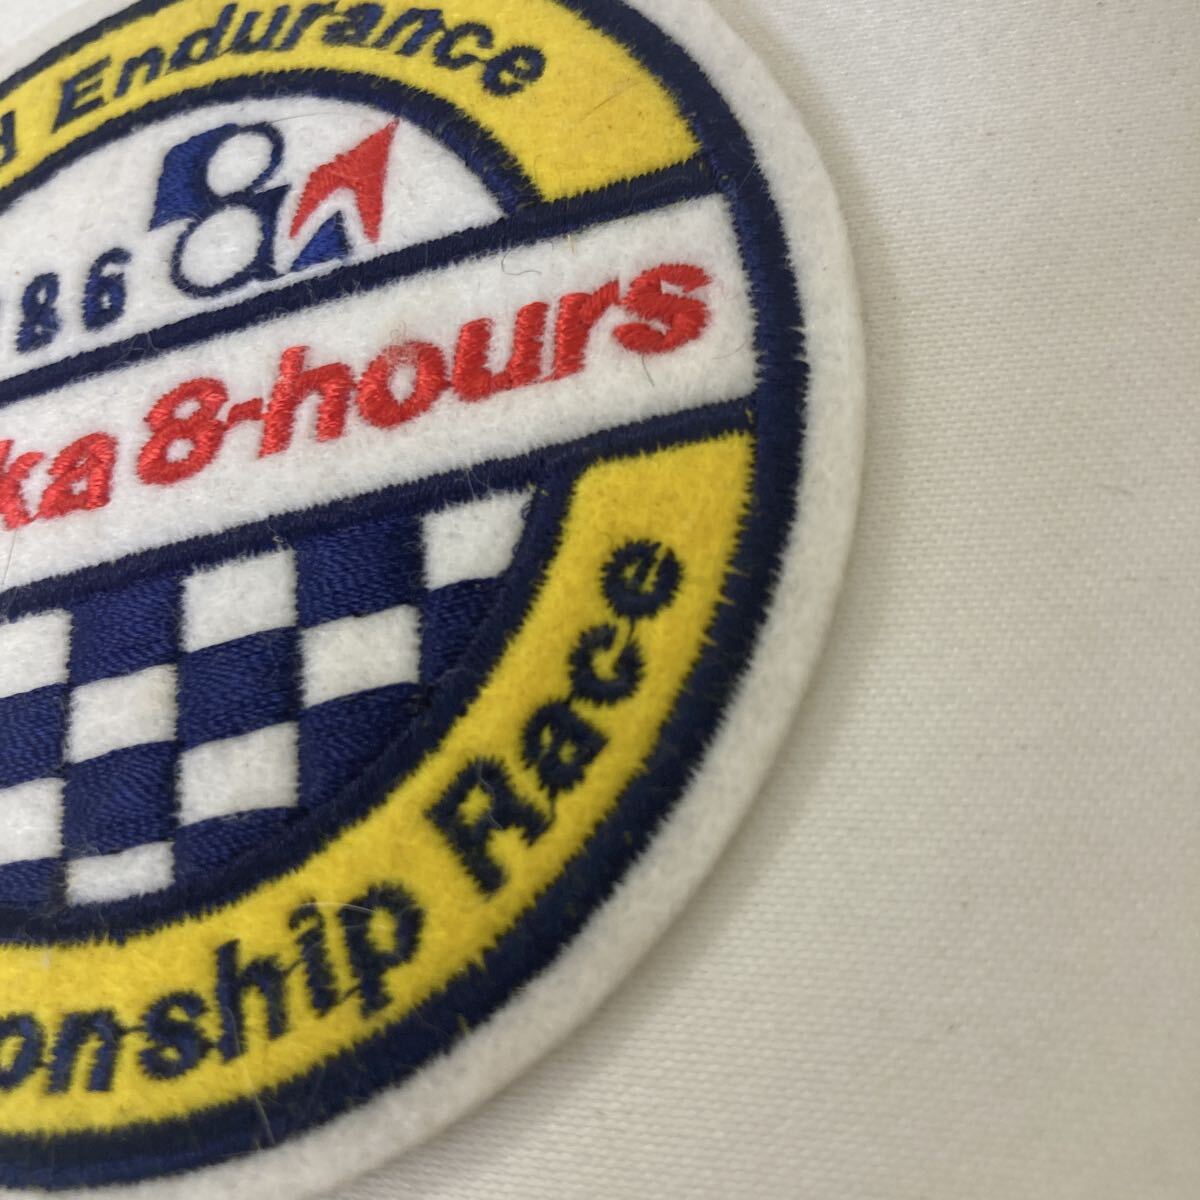 Endurance
86
ka 8-hours
onship Race